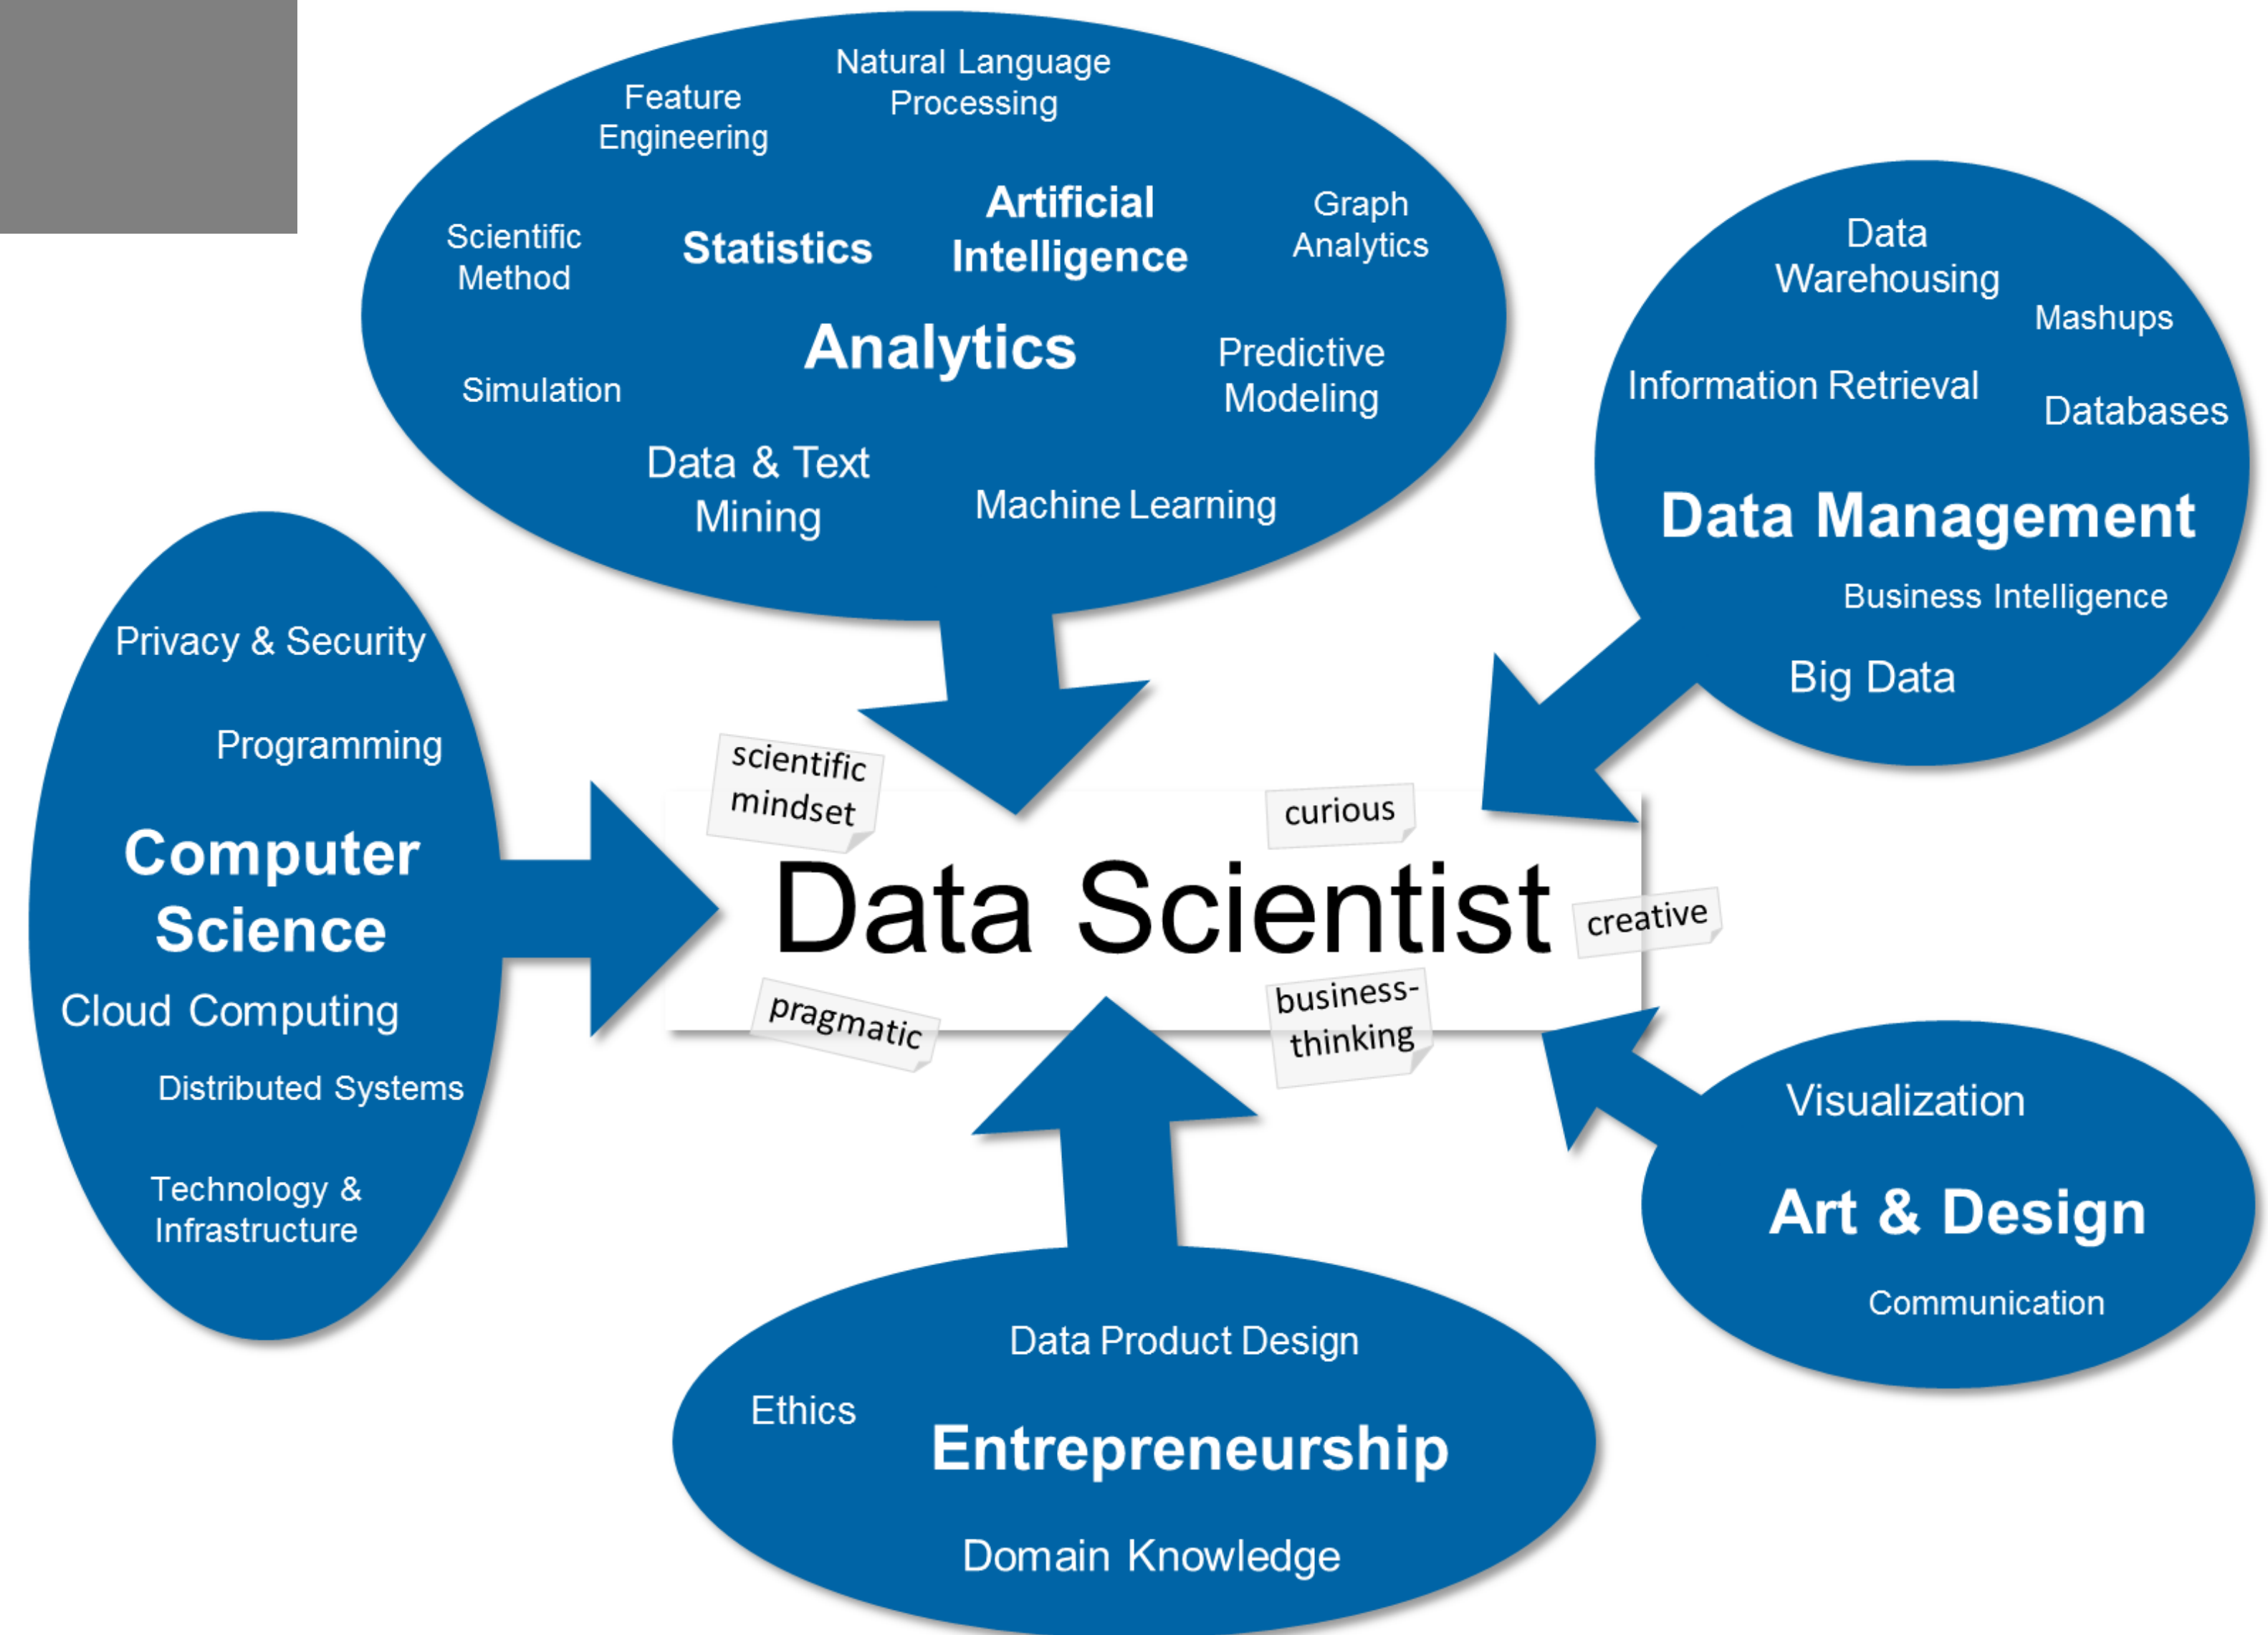 Natural Language
Processing
Feature
Engineering
Artificial
Intelligence
Graph
Analytics
Scientific
Method
Statistics
Analytics
Predictive
Modeling
Simulation
Data & Text
Mining
Machine Learning
Data
Warehousing
Mashups
Information Retrieval
Databases
Data Management
Business Intelligence
Big Data
Privacy & Security
Programming
Computer
Science
Cloud Computing
Distributed Systems
Technology &
Infrastructure
scientific
mindset
curious
Data Scientist
creative
pragmatic
business-
thinking
Visualization
Art & Design
Communication
Data Product Design
Ethics
Entrepreneurship
Domain Knowledge